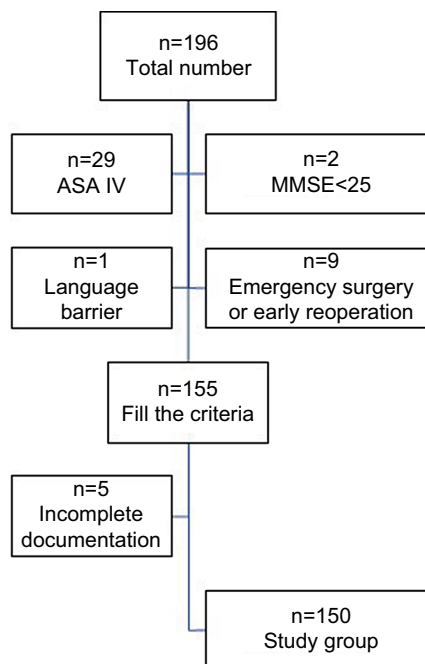 n=196
Total number
n=29
ASA IV
n=2
MMSE<25
n=1
Language
barrier
n=9
Emergency surgery
or early reoperation
n=155
Fill the criteria
n=5
Incomplete
documentation
n=150
Study group